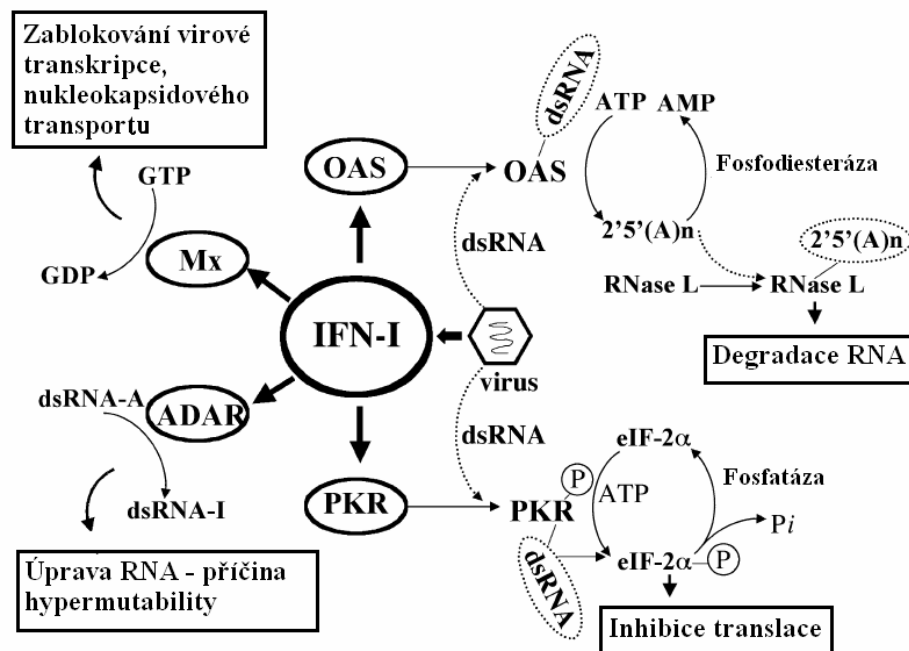 Zablokování virové
transkripce,
nukleokapsidového
transportu
GTP
GDP
Mx
OAS
OAS
dsRNA
ATP AMP
Fosfodiesteráza
2'5'(A)n
2'5'(A)n
RNase L
RNase L
Degradace RNA
dsRNA
IFN-I
virus
dsRNA
dsRNA-A
ADAR
dsRNA-I
Úprava RNA - příčina
hypermutability
PKR
PKR
P
dsRNA
eIF-2α
ATP
Fosfatáza
Pi
eIF-2α
P
Inhibice translace